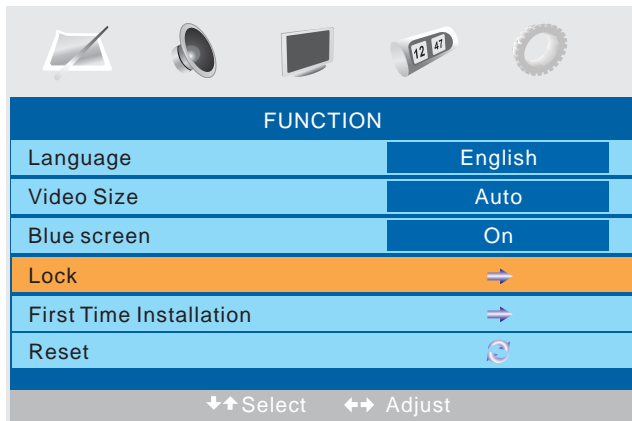 12 47
FUNCTION
Language English
Video Size Auto
Blue screen On
Lock
First Time Installation
Reset
Select Adjust